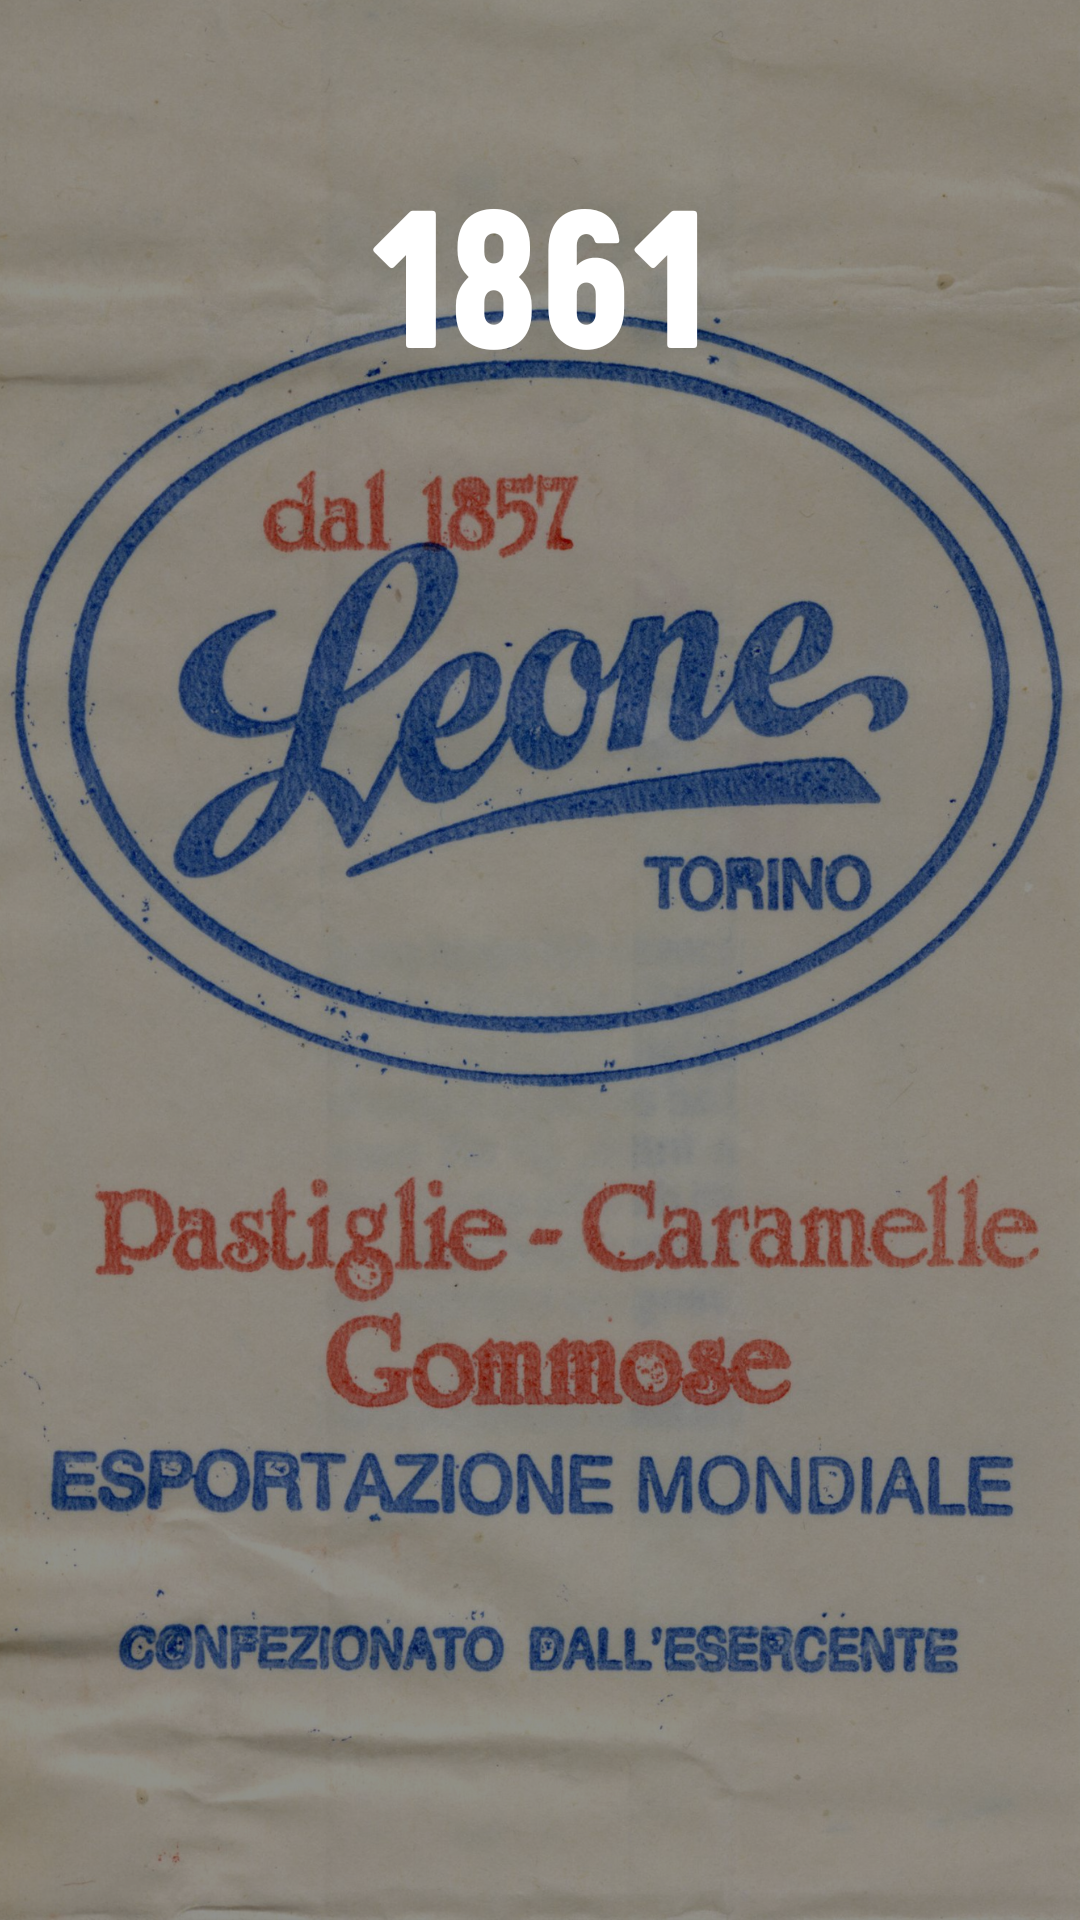 1861
dal 1857
Leone
TORINO
Pastiglie - Caramelle
Gommose
ESPORTAZIONE MONDIALE
CONFEZIONATO DALL'ESERCENTE